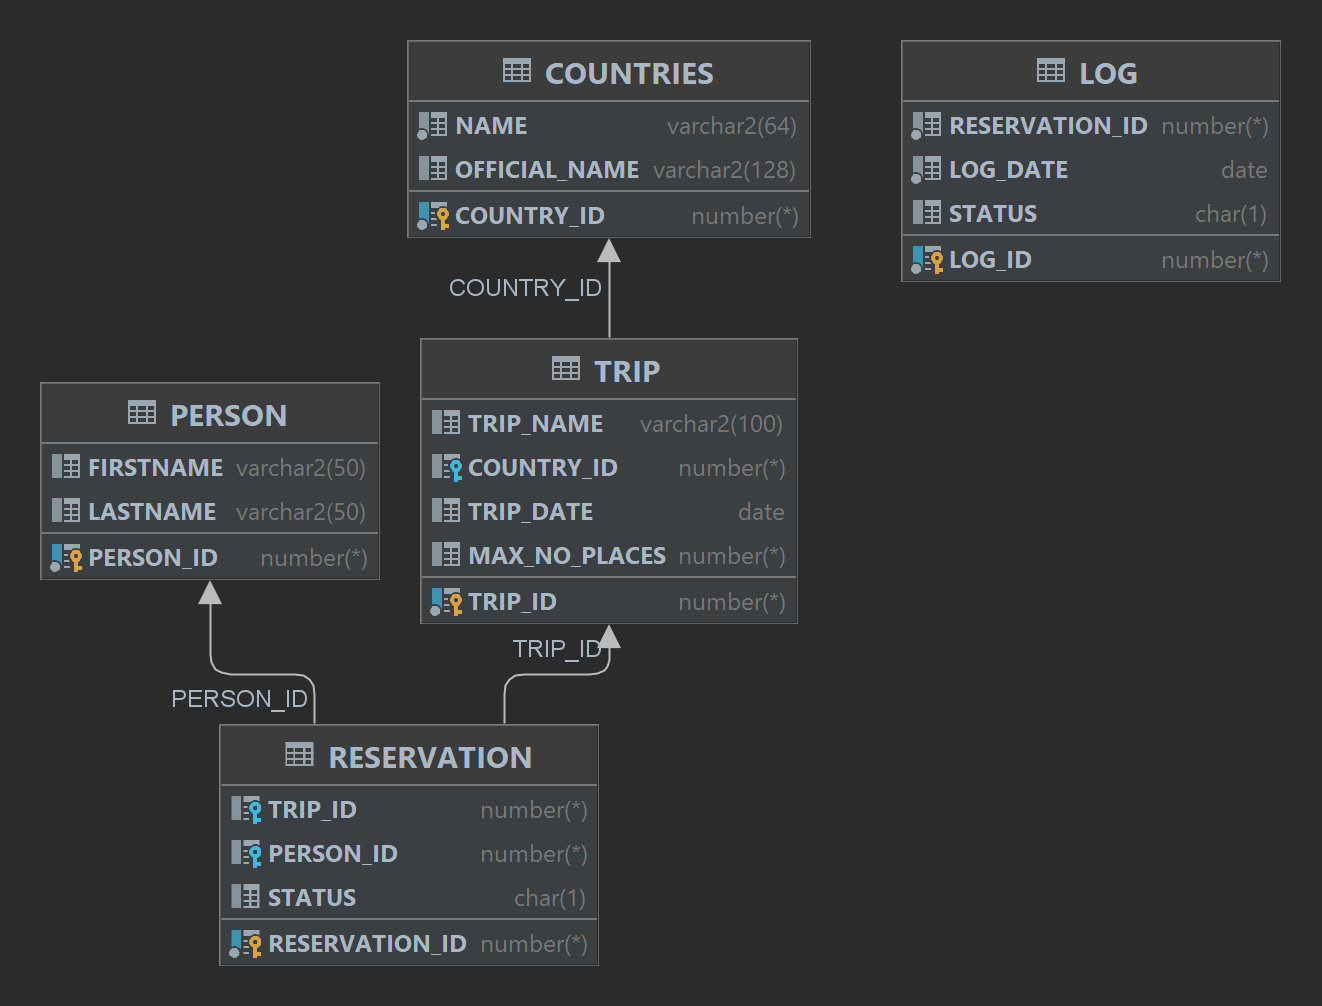 COUNTRIES
NAME varchar2(64)
OFFICIAL_NAME varchar2(128)
COUNTRY_ID number(*)
LOG
RESERVATION_ID number(*)
LOG_DATE date
STATUS char(1)
LOG_ID number(*)
COUNTRY_ID
TRIP
TRIP_NAME varchar2(100)
COUNTRY_ID number(*)
TRIP_DATE date
MAX_NO_PLACES number(*)
TRIP_ID number(*)
PERSON
FIRSTNAME varchar2(50)
LASTNAME varchar2(50)
PERSON_ID number(*)
TRIP_ID
PERSON_ID
RESERVATION
TRIP_ID number(*)
PERSON_ID number(*)
STATUS char(1)
RESERVATION_ID number(*)